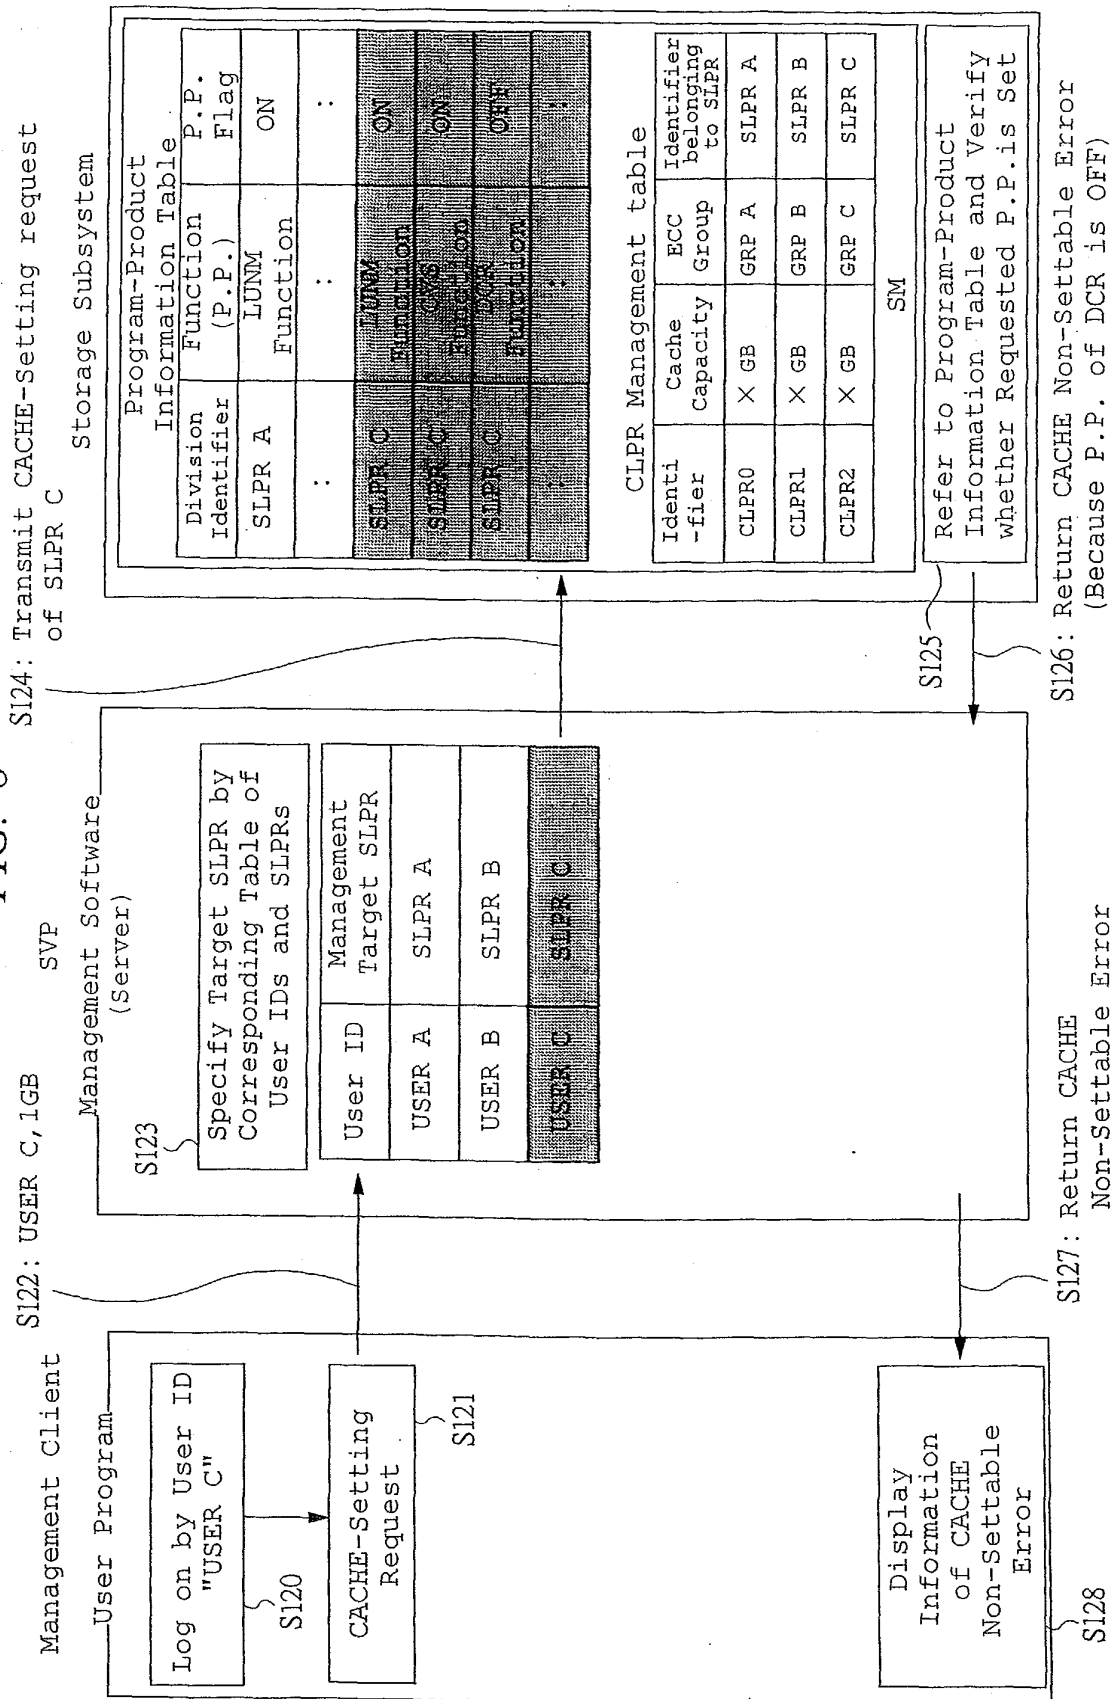 Management Client
User Program
Log on by User ID
"USER C"
S120
CACHE-Setting
Request
S121
Display
Information
of CACHE
Non-Settable
Error
S128
S122: USER C, 1GB
SVP
Management Software
(Server)
S123
Specify Target SLPR by
Corresponding Table of
User IDs and SLPRs
User ID
Management
Target SLPR
USER A
SLPR A
USER B
SLPR B
USER C
SLPR C
S127: Return CACHE
Non-Settable Error
S124: Transmit CACHE-Setting request
of SLPR C
Storage Subsystem
Program-Product
Information Table
Division
Identifier
Function
(P.P.)
P.P.
Flag
SLPR A
LUNM
Function
ON
:
:
:
SLPR C
LUNM
Function
ON
SLPR C
Function
ON
SLPR C
DCR
Function
OFF
:
:
:
CLPR Management table
Identi
-fier
Cache
Capacity
ECC
Group
Identifier
belonging
to SLPR
CLPR0
× GB
GRP A
SLPR A
CLPR1
× GB
GRP B
SLPR B
CLPR2
× GB
GRP C
SLPR C
SM
Refer to Program-Product
Information Table and Verify
whether Requested P.P.is Set
S125
S126: Return CACHE Non-Settable Error
(Because P.P. of DCR is OFF)